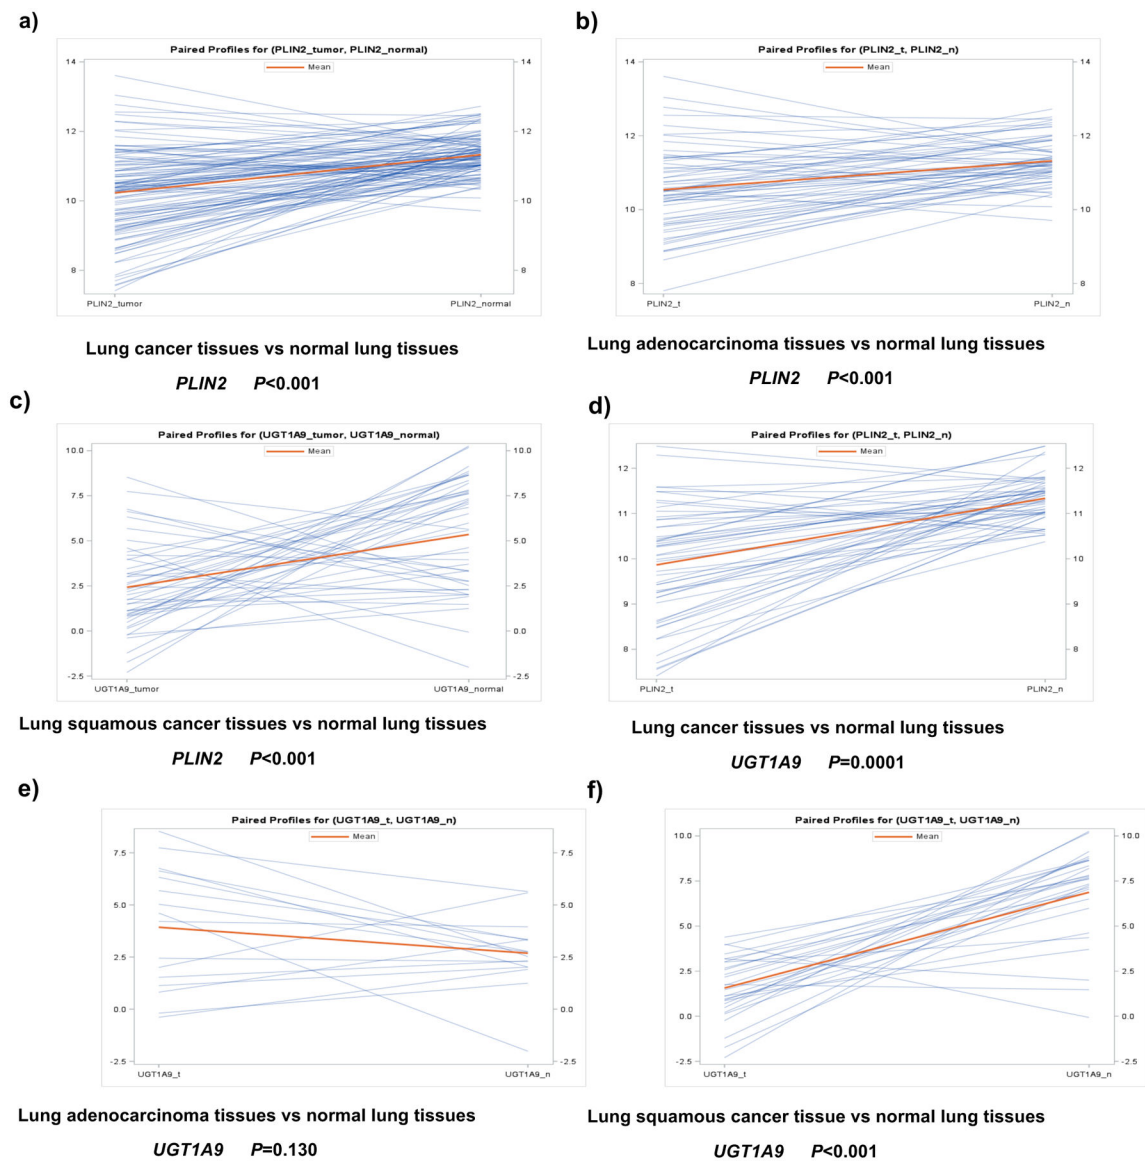 a)
Paired Profiles for (PLIN2_tumor, PLIN2_normal)
Mean
14
12
10
8
14
12
10
8
PLIN2_tumor PLIN2_normal
Lung cancer tissues vs normal lung tissues
PLIN2 P<0.001
b)
Paired Profiles for (PLIN2_t, PLIN2_n)
Mean
14
12
10
8
14
12
10
8
PLIN2_t PLIN2_n
Lung adenocarcinoma tissues vs normal lung tissues
PLIN2 P<0.001
c)
Paired Profiles for (UGT1A9_tumor, UGT1A9_normal)
Mean
10.0
7.5
5.0
2.5
0.0
-2.5
10.0
7.5
5.0
2.5
0.0
-2.5
UGT1A9_tumor UGT1A9_normal
Lung squamous cancer tissues vs normal lung tissues
PLIN2 P<0.001
d)
Paired Profiles for (PLIN2_t, PLIN2_n)
Mean
12
11
10
9
8
12
11
10
9
8
PLIN2_t PLIN2_n
Lung cancer tissues vs normal lung tissues
UGT1A9 P=0.0001
e)
Paired Profiles for (UGT1A9_t, UGT1A9_n)
Mean
7.5
5.0
2.5
0.0
-2.5
7.5
5.0
2.5
0.0
-2.5
UGT1A9_t UGT1A9_n
Lung adenocarcinoma tissues vs normal lung tissues
UGT1A9 P=0.130
f)
Paired Profiles for (UGT1A9_t, UGT1A9_n)
Mean
10.0
7.5
5.0
2.5
0.0
-2.5
10.0
7.5
5.0
2.5
0.0
-2.5
UGT1A9_t UGT1A9_n
Lung squamous cancer tissue vs normal lung tissues
UGT1A9 P<0.001